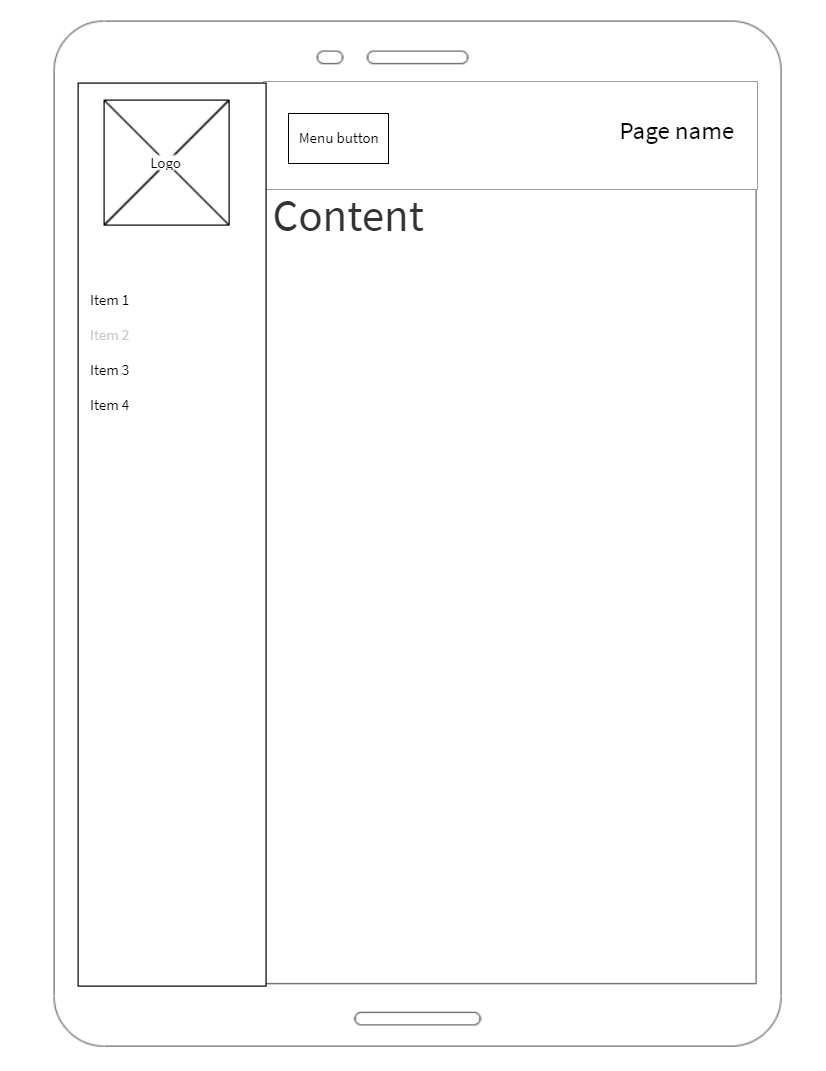 Logo
Menu button
Page name
Content
Item 1
Item 2
Item 3
Item 4